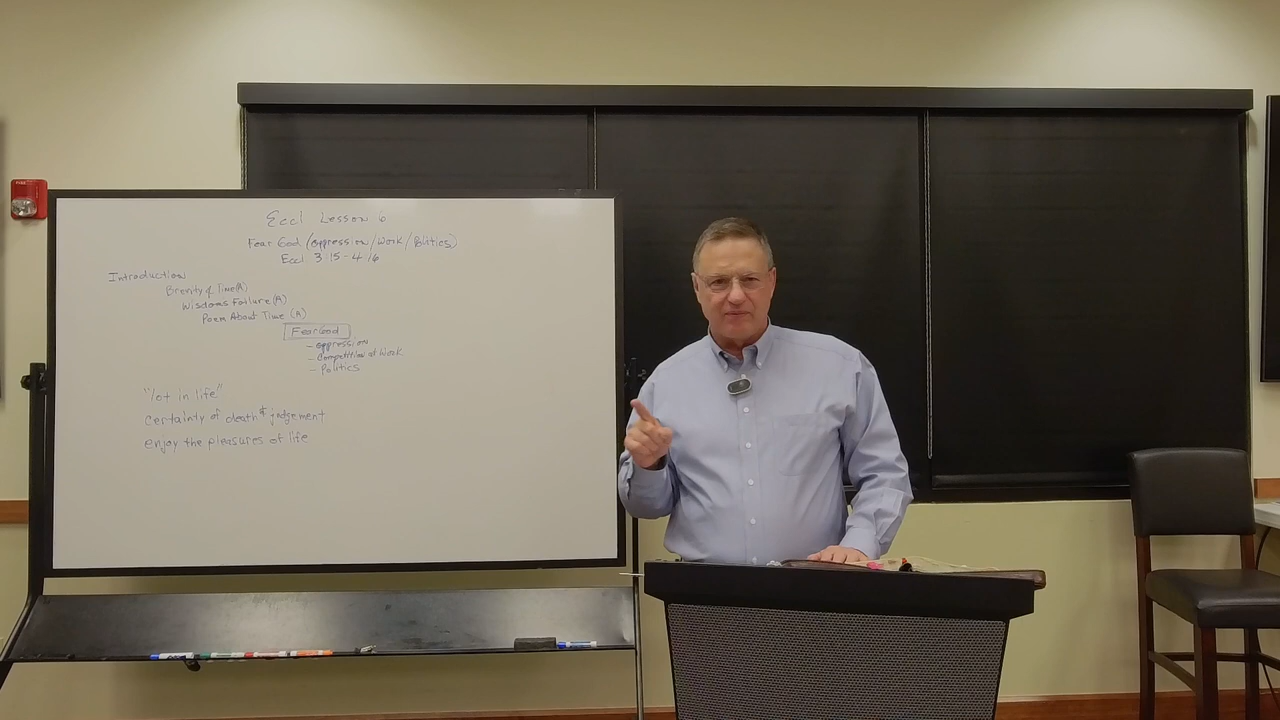 Eccl Lesson 6
Fear God (oppression/Work/Politics)
Eccl 3 15-4 16
Introduction
Brevity of Time (A)
Wisdoms Failure (A)
Poem About Time (A)
Fear God
- oppression
- Competition at Work
- Politics
"lot in life"
Certainty of death & judgement
enjoy the pleasures of life
FIRE